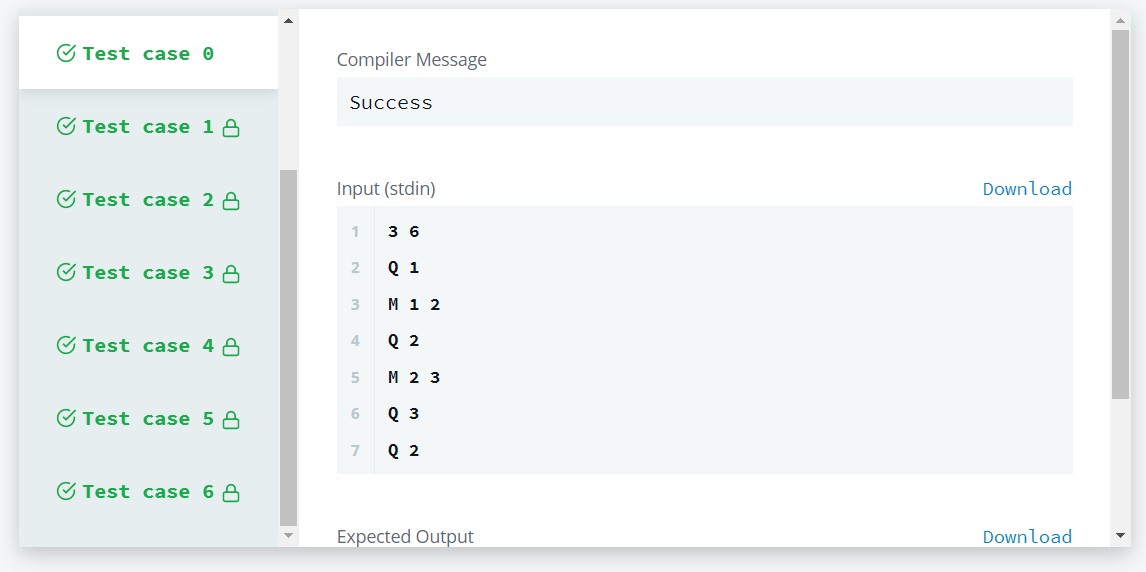 Test case 0
Test case 1
Test case 2
Test case 3
Test case 4
Test case 5
Test case 6
Compiler Message
Success
Input (stdin) Download
1 3 6
2 Q 1
3 M 1 2
4 Q 2
5 M 2 3
6 Q 3
7 Q 2
Expected Output Download